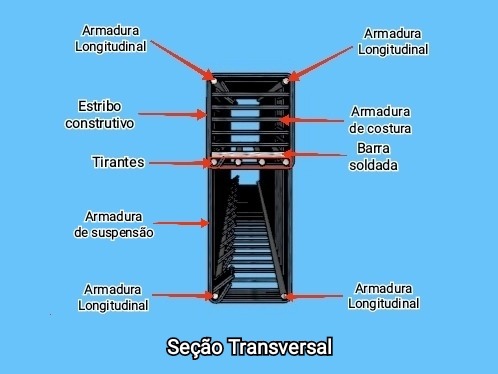 Armadura
Longitudinal
Armadura
Longitudinal
Estribo
construtivo
Armadura
de costura
Tirantes
Barra
soldada
Armadura
de suspensão
Armadura
Longitudinal
Armadura
Longitudinal
Seção Transversal